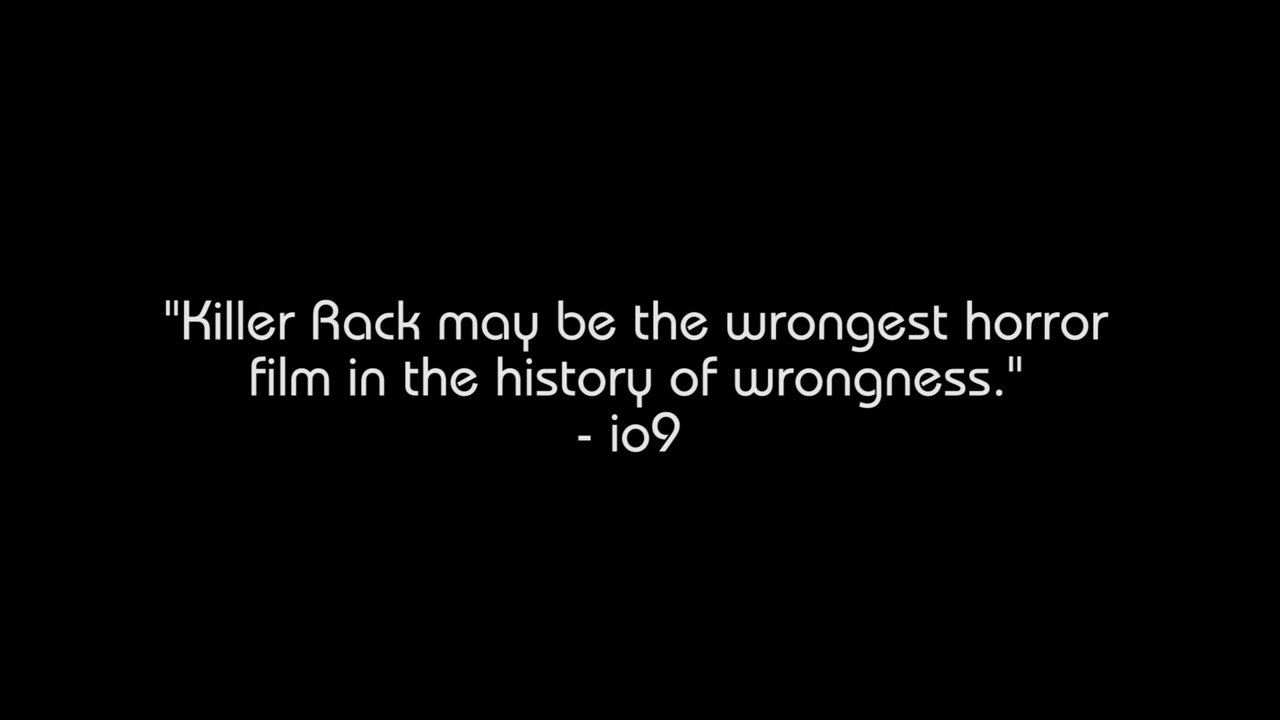 "Killer Rack may be the wrongest horror
film in the history of wrongness."
- io9